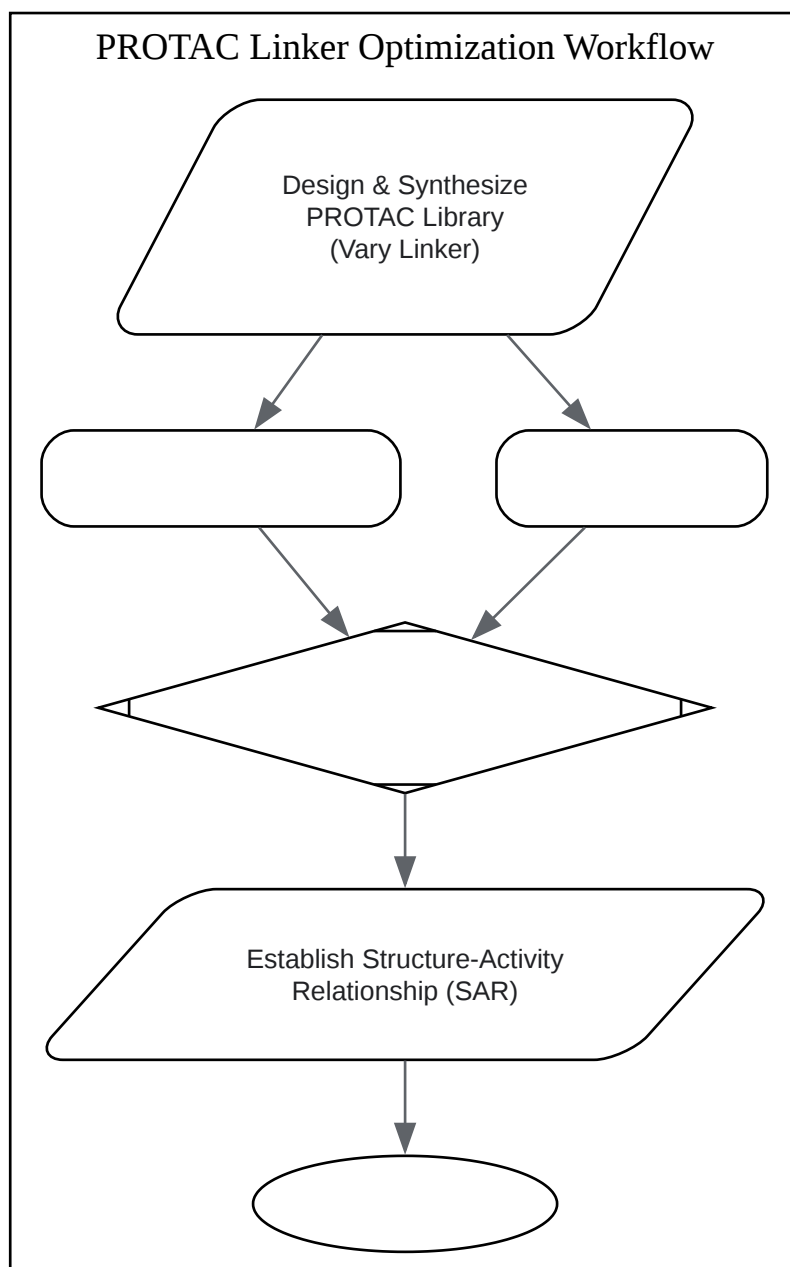 PROTAC Linker Optimization Workflow
Design & Synthesize
PROTAC Library
(Vary Linker)
Establish Structure-Activity
Relationship (SAR)